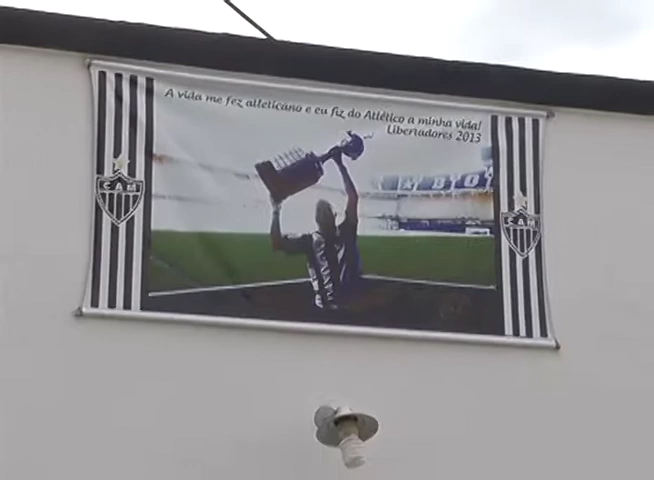 A vida me fez atleticano e eu fiz do Atlético a minha vida!
Libertadores 2013
CAM
CAM